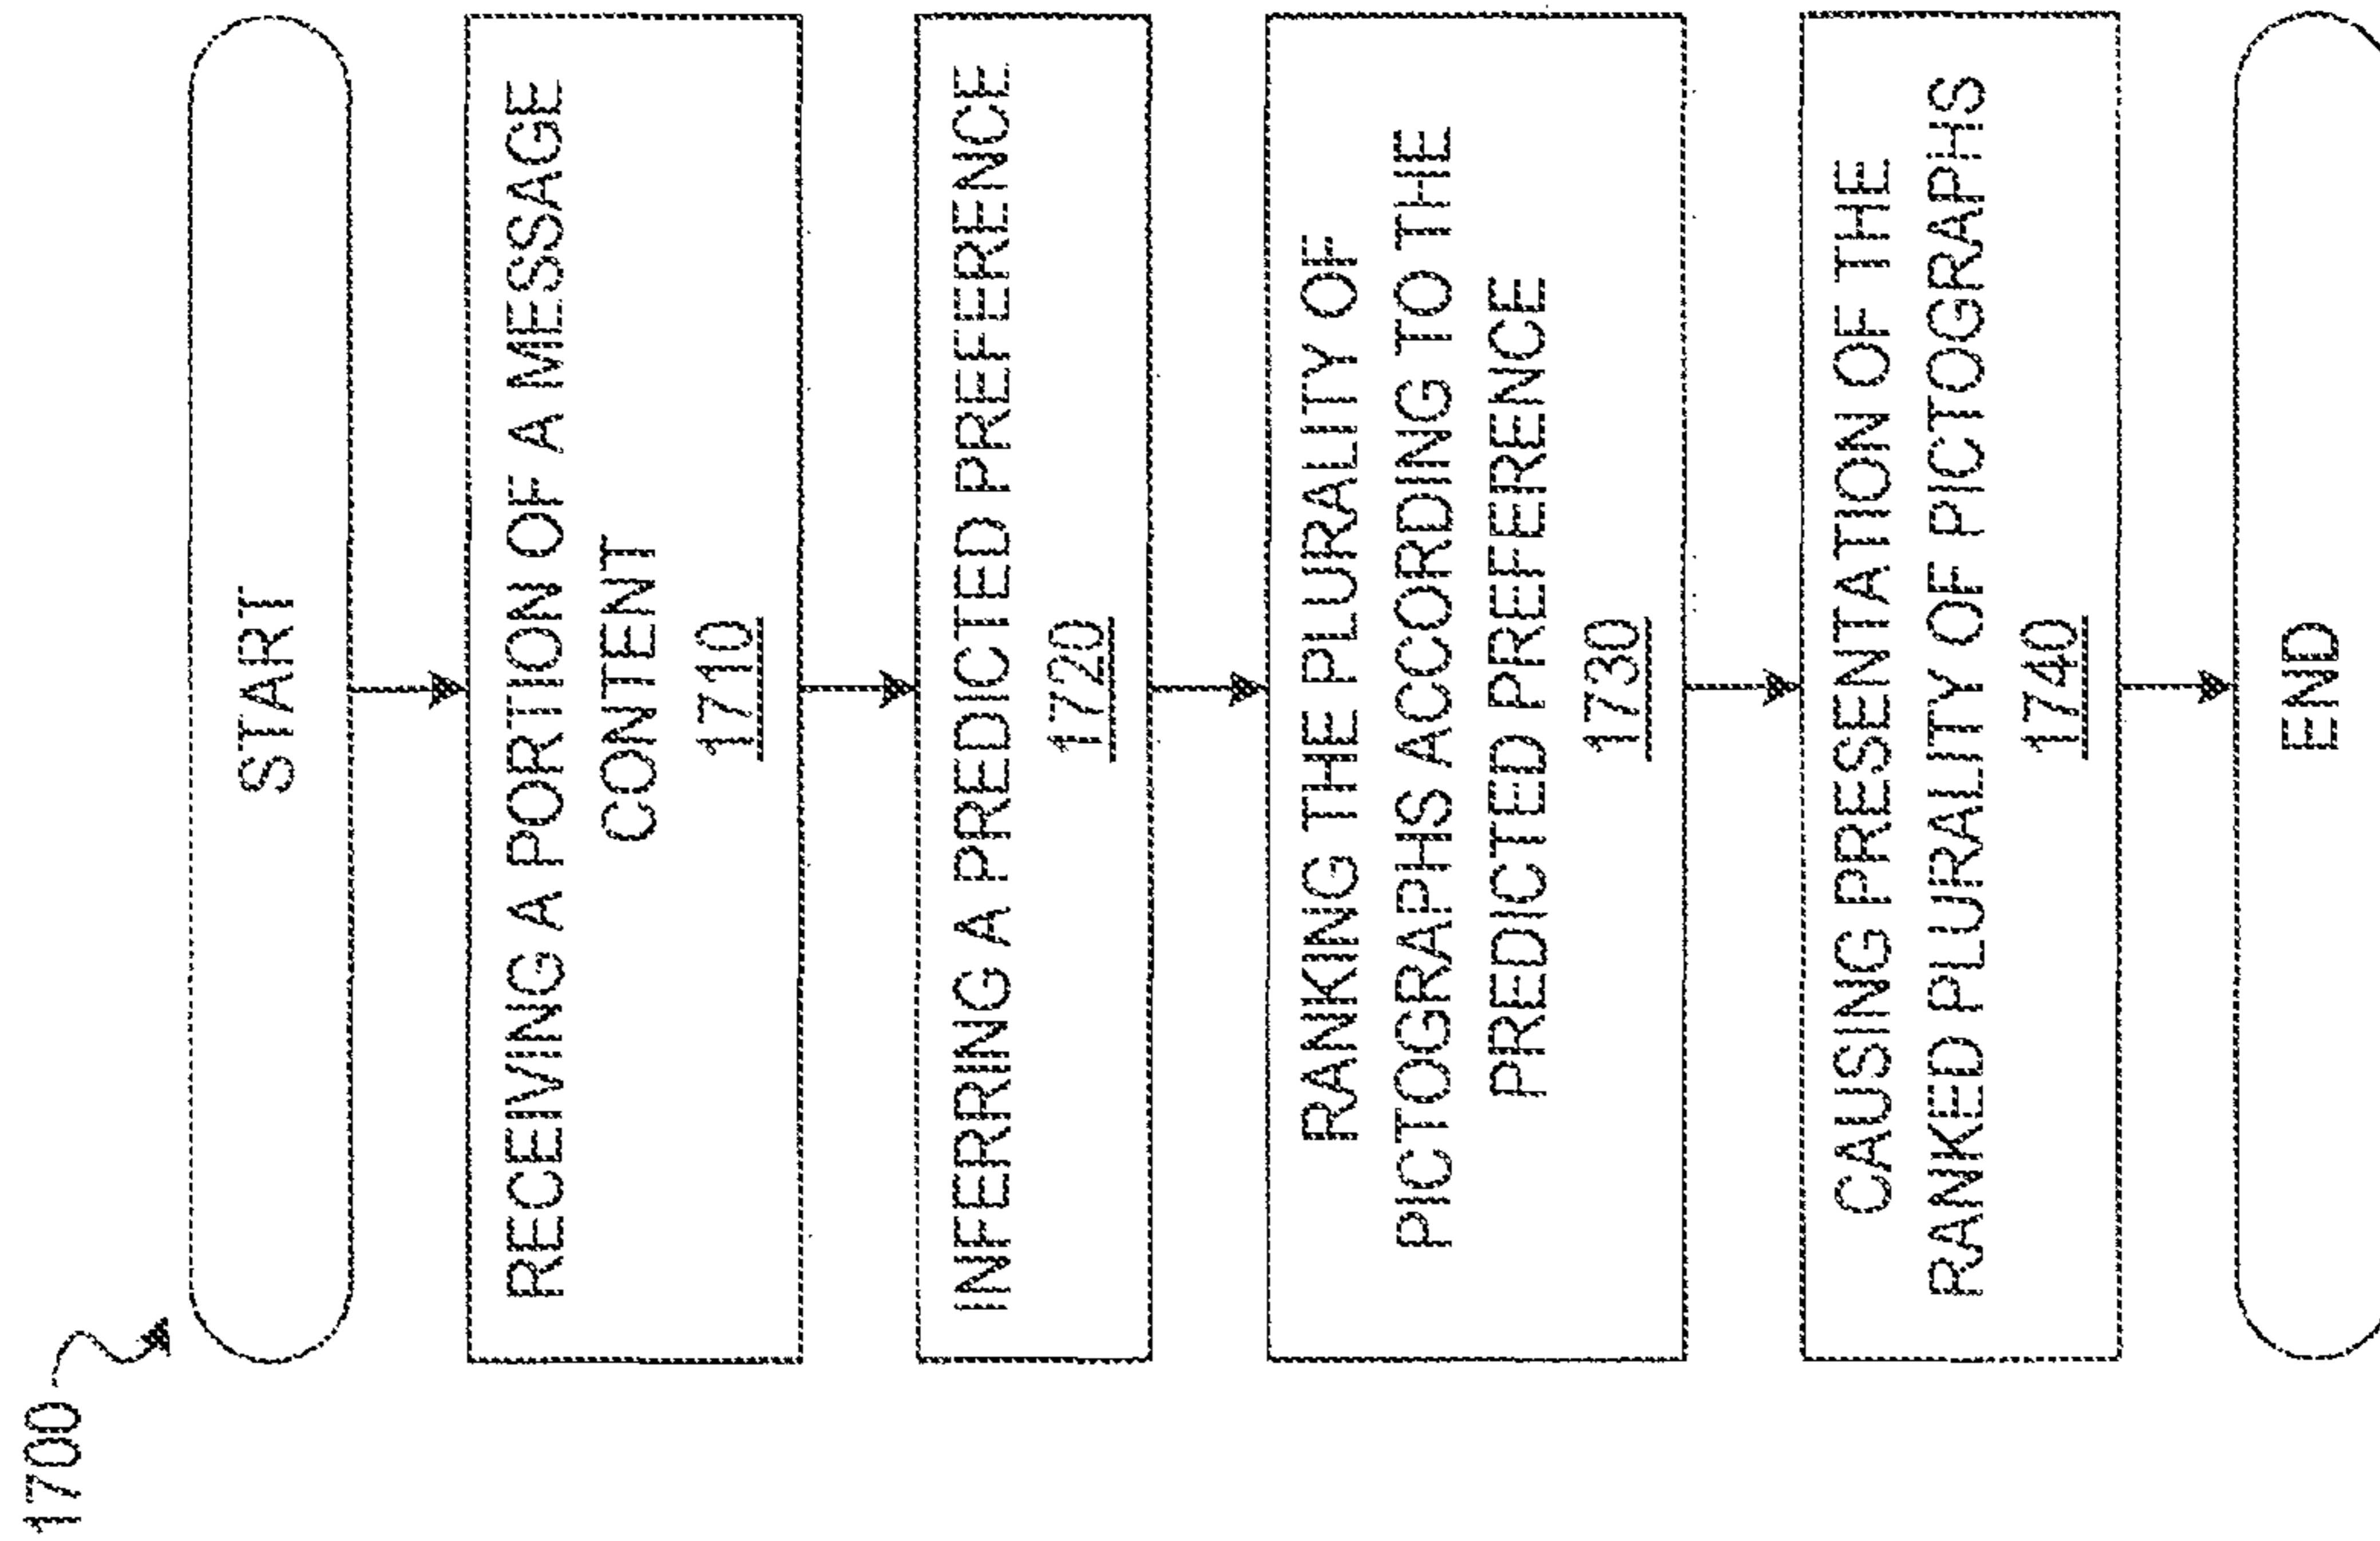 1700
START
RECEIVING A PORTION OF A MESSAGE
CONTENT
1710
INFERRING A PREDICTED PREFERENCE
1720
RANKING THE PLURALITY OF
PICTOGRAPHS ACCORDING TO THE
PREDICTED PREFERENCE
1730
CAUSING PRESENTATION OF THE
RANKED PLURALITY OF PICTOGRAPHS
1740
END